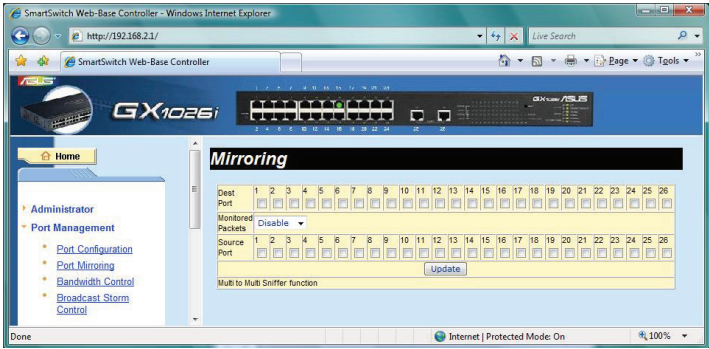 SmartSwitch Web-Base Controller - Windows Internet Explorer
http://192.168.2.1/
Live Search
SmartSwitch Web-Base Controller
Page
Tools
ASUS
GX1026i
GX1026i ASUS
25 26
Home
Administrator
Port Management
Port Configuration
Port Mirroring
Bandwidth Control
Broadcast Storm
Control
Mirroring
Dest
Port
1 2 3 4 5 6 7 8 9 10 11 12 13 14 15 16 17 18 19 20 21 22 23 24 25 26
Monitored
Packets
Disable
Source
Port
1 2 3 4 5 6 7 8 9 10 11 12 13 14 15 16 17 18 19 20 21 22 23 24 25 26
Update
Multi to Multi Sniffer function
Done
Internet | Protected Mode: On
100%